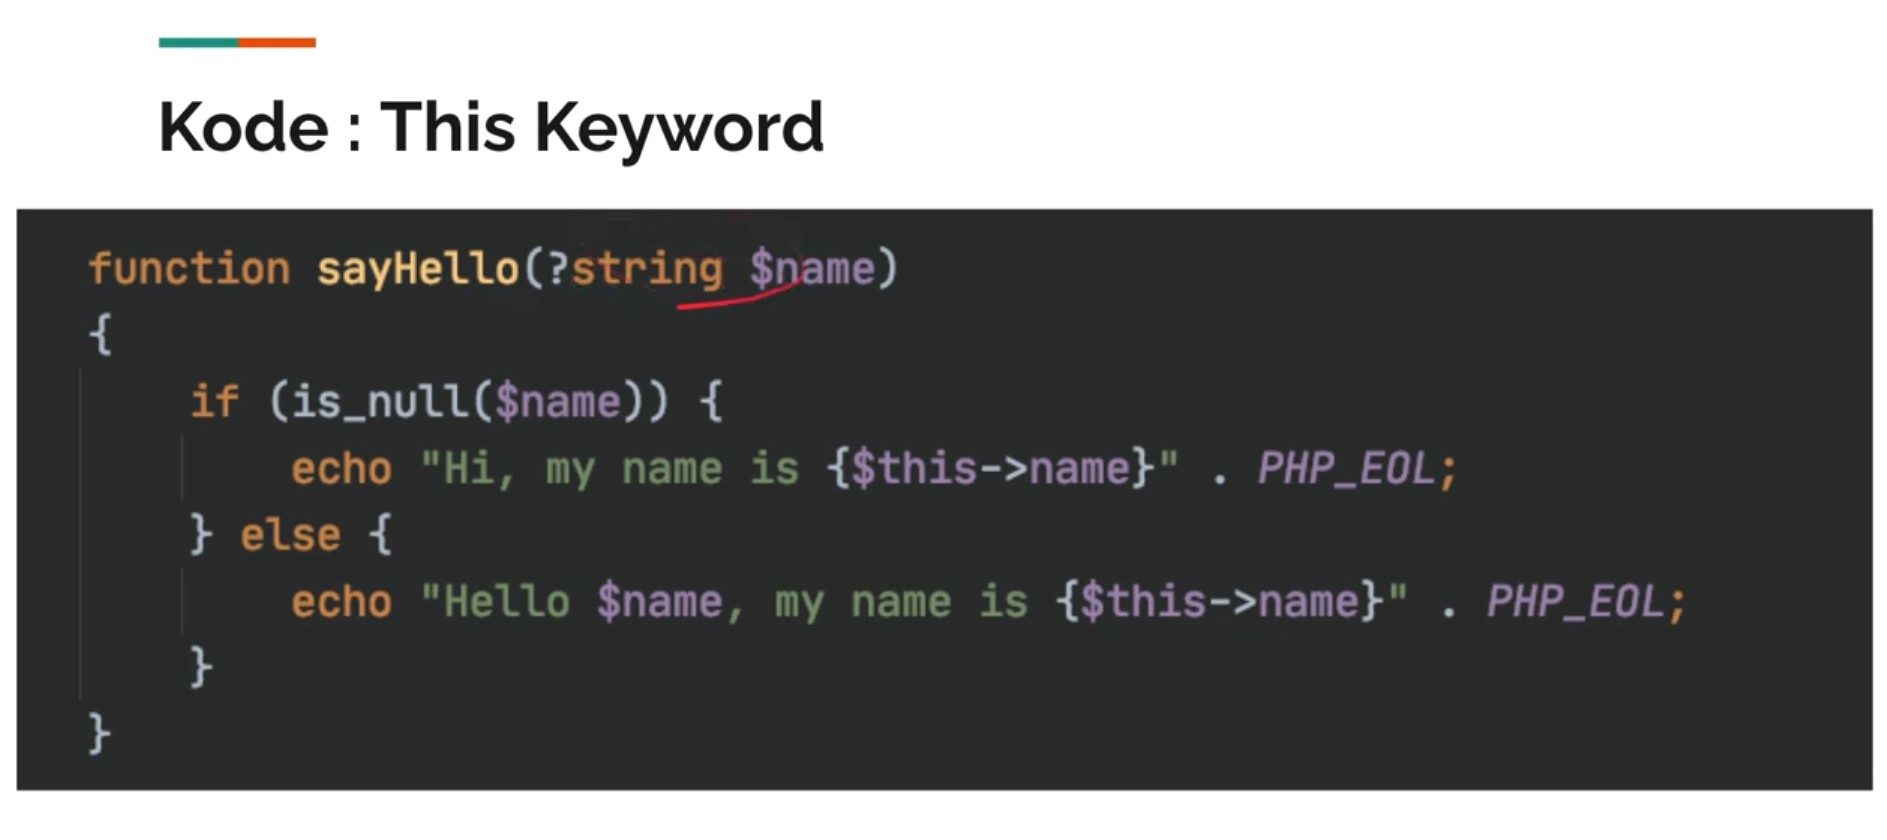 Kode : This Keyword
function sayHello(?string $name)
{
if (is_null($name)) {
echo "Hi, my name is {$this->name}" . PHP_EOL;
} else {
echo "Hello $name, my name is {$this->name}" . PHP_EOL;
}
}